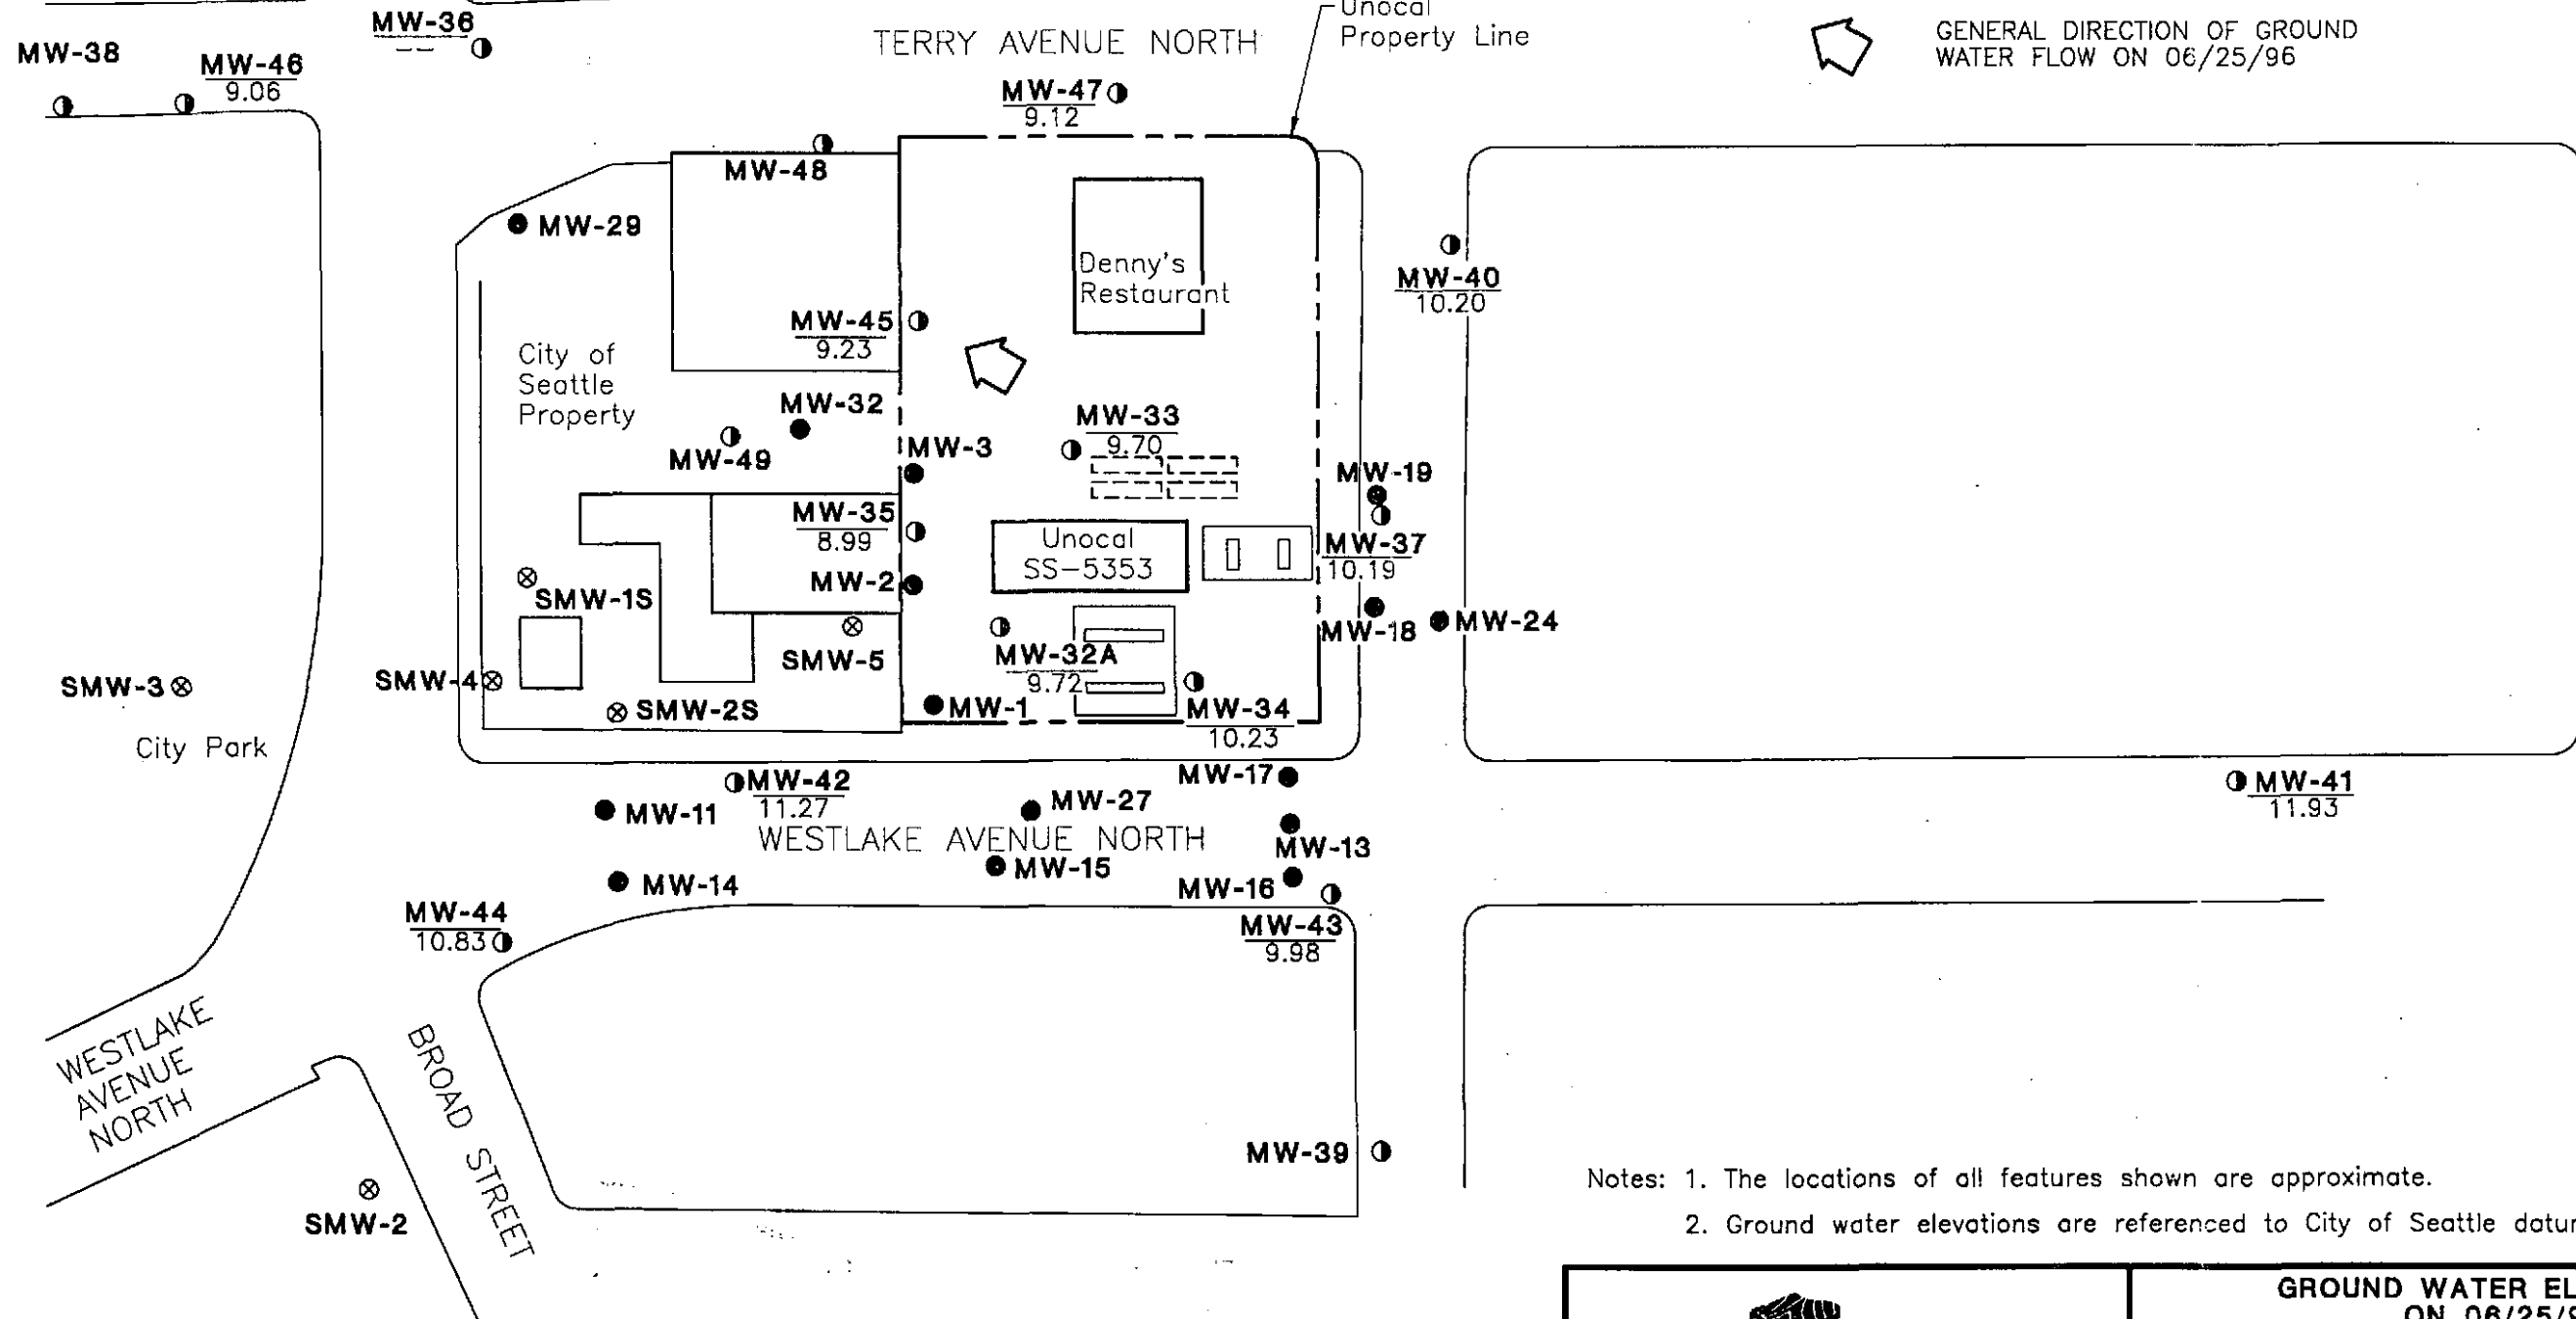 MW-36
--
MW-38
MW-46
9.06
TERRY AVENUE NORTH
Unocal
Property Line
GENERAL DIRECTION OF GROUND
WATER FLOW ON 06/25/96
MW-47
9.12
MW-48
MW-29
Denny's
Restaurant
MW-40
10.20
MW-45
9.23
City of
Seattle
Property
MW-32
MW-49
MW-3
MW-33
9.70
MW-19
MW-35
8.99
Unocal
SS-5353
MW-37
10.19
MW-2
SMW-1S
MW-18
MW-24
SMW-5
MW-32A
9.72
SMW-3
SMW-4
SMW-2S
MW-1
MW-34
10.23
City Park
MW-42
11.27
MW-11
MW-27
MW-17
MW-41
11.93
WESTLAKE AVENUE NORTH
MW-13
MW-15
MW-14
MW-16
MW-44
10.83
MW-43
9.98
WESTLAKE
AVENUE
NORTH
BROAD STREET
MW-39
SMW-2
Notes: 1. The locations of all features shown are approximate.
2. Ground water elevations are referenced to City of Seattle datu
GROUND WATER EL
ON 06/25/9